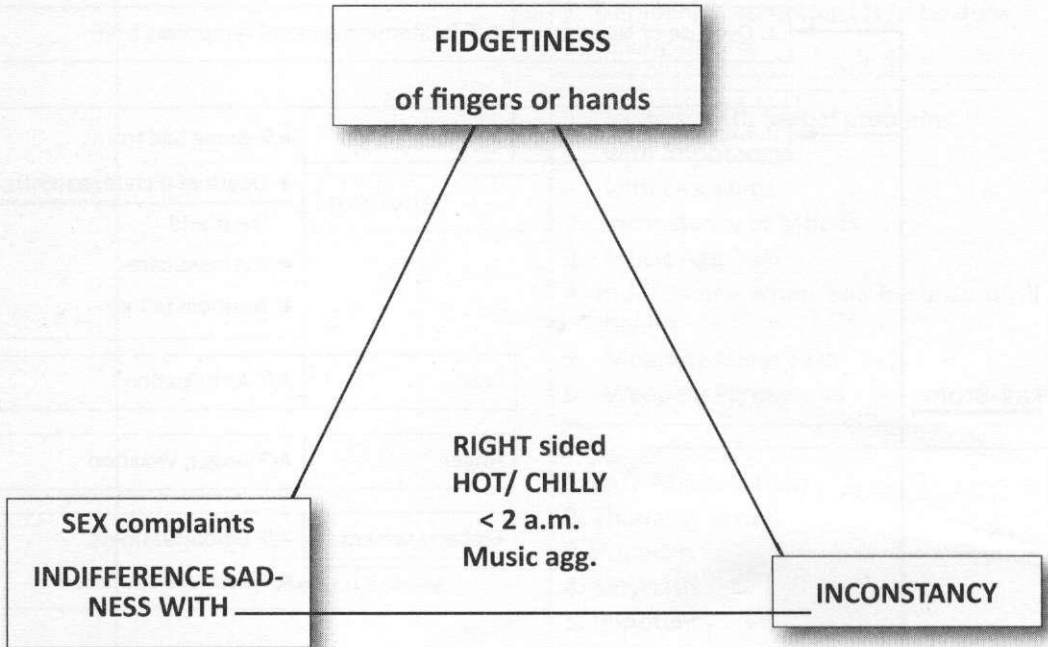 FIDGETINESS
of fingers or hands
RIGHT sided
HOT/ CHILLY
< 2 a.m.
Music agg.
SEX complaints
INDIFFERENCE SAD-
NESS WITH
INCONSTANCY